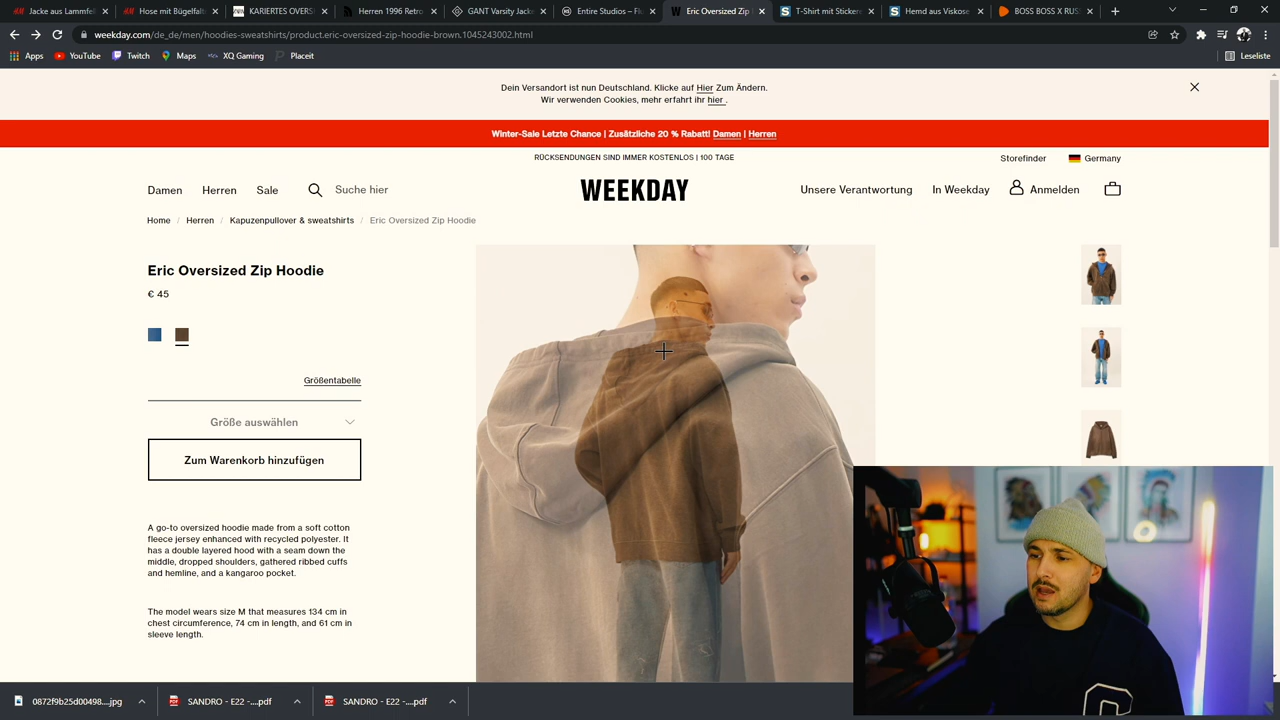 Jacke aus Lammfell
Hose mit Bügelfalte
KARIERTES OVERS
Herren 1996 Retro
GANT Varsity Jacke
Entire Studios – Fl
Weekday
T-Shirt mit Stickere
Hemd aus Viskose
BOSS BOSS X RUS
weekday.com/de_de/men/hoodies-sweatshirts/product.eric-oversized-zip-hoodie-brown.1045243002.html
Apps YouTube Twitch Maps XQ Gaming Placeit Leseliste
Dein Versandort ist nun Deutschland. Klicke auf Hier Zum Ändern.
Wir verwenden Cookies, mehr erfahrt ihr hier .
Winter-Sale Letzte Chance | Zusätzliche 20 % Rabatt! Damen | Herren
RÜCKSENDUNGEN SIND IMMER KOSTENLOS | 100 TAGE
Storefinder Germany
Damen Herren Sale Suche hier WEEKDAY Unsere Verantwortung In Weekday Anmelden
Home / Herren / Kapuzenpullover & sweatshirts / Eric Oversized Zip Hoodie
Eric Oversized Zip Hoodie
€ 45
Größentabelle
Größe auswählen
Zum Warenkorb hinzufügen
A go-to oversized hoodie made from a soft cotton
fleece jersey enhanced with recycled polyester. It
has a double layered hood with a seam down the
middle, dropped shoulders, gathered ribbed cuffs
and hemline, and a kangaroo pocket.
The model wears size M that measures 134 cm in
chest circumference, 74 cm in length, and 61 cm in
sleeve length.
0872f9b25d00498....jpg
SANDRO - E22 -....pdf
SANDRO - E22 -....pdf